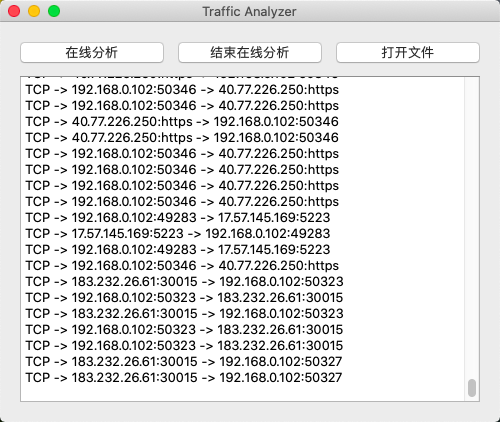 Traffic Analyzer
在线分析 结束在线分析 打开文件
TCP -> 192.168.0.102:50346 -> 40.77.226.250:https
TCP -> 192.168.0.102:50346 -> 40.77.226.250:https
TCP -> 40.77.226.250:https -> 192.168.0.102:50346
TCP -> 40.77.226.250:https -> 192.168.0.102:50346
TCP -> 192.168.0.102:50346 -> 40.77.226.250:https
TCP -> 192.168.0.102:50346 -> 40.77.226.250:https
TCP -> 192.168.0.102:50346 -> 40.77.226.250:https
TCP -> 192.168.0.102:50346 -> 40.77.226.250:https
TCP -> 192.168.0.102:49283 -> 17.57.145.169:5223
TCP -> 17.57.145.169:5223 -> 192.168.0.102:49283
TCP -> 192.168.0.102:49283 -> 17.57.145.169:5223
TCP -> 192.168.0.102:50346 -> 40.77.226.250:https
TCP -> 183.232.26.61:30015 -> 192.168.0.102:50323
TCP -> 192.168.0.102:50323 -> 183.232.26.61:30015
TCP -> 183.232.26.61:30015 -> 192.168.0.102:50323
TCP -> 192.168.0.102:50323 -> 183.232.26.61:30015
TCP -> 192.168.0.102:50323 -> 183.232.26.61:30015
TCP -> 183.232.26.61:30015 -> 192.168.0.102:50327
TCP -> 183.232.26.61:30015 -> 192.168.0.102:50327